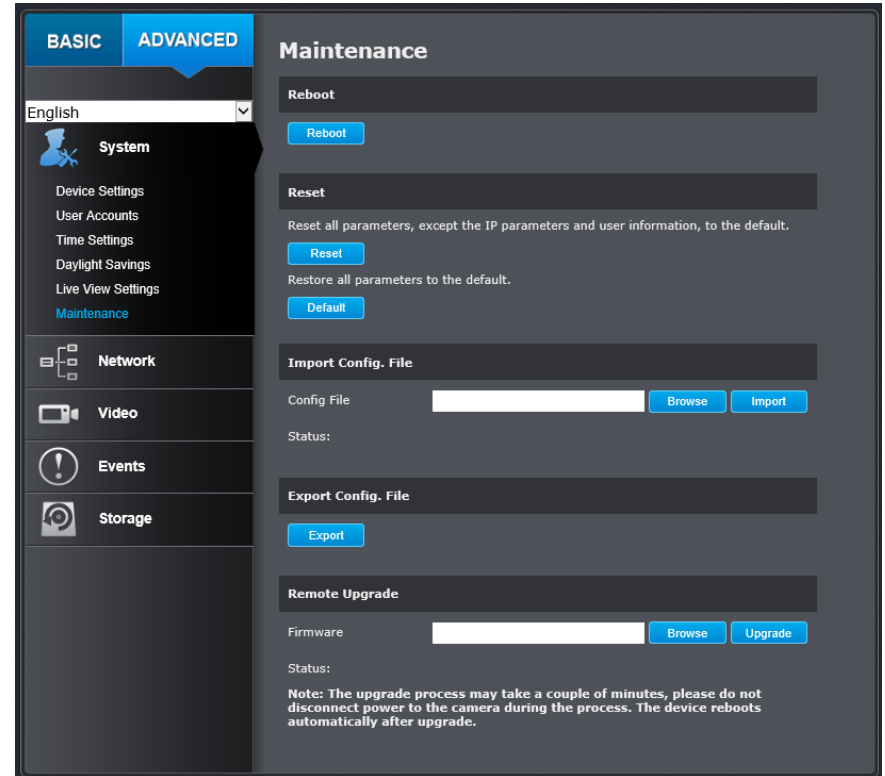 BASIC
ADVANCED
English
System
Device Settings
User Accounts
Time Settings
Daylight Savings
Live View Settings
Maintenance
Network
Video
Events
Storage
Maintenance
Reboot
Reboot
Reset
Reset all parameters, except the IP parameters and user information, to the default.
Reset
Restore all parameters to the default.
Default
Import Config. File
Config File
Browse
Import
Status:
Export Config. File
Export
Remote Upgrade
Firmware
Browse
Upgrade
Status:
Note: The upgrade process may take a couple of minutes, please do not
disconnect power to the camera during the process. The device reboots
automatically after upgrade.